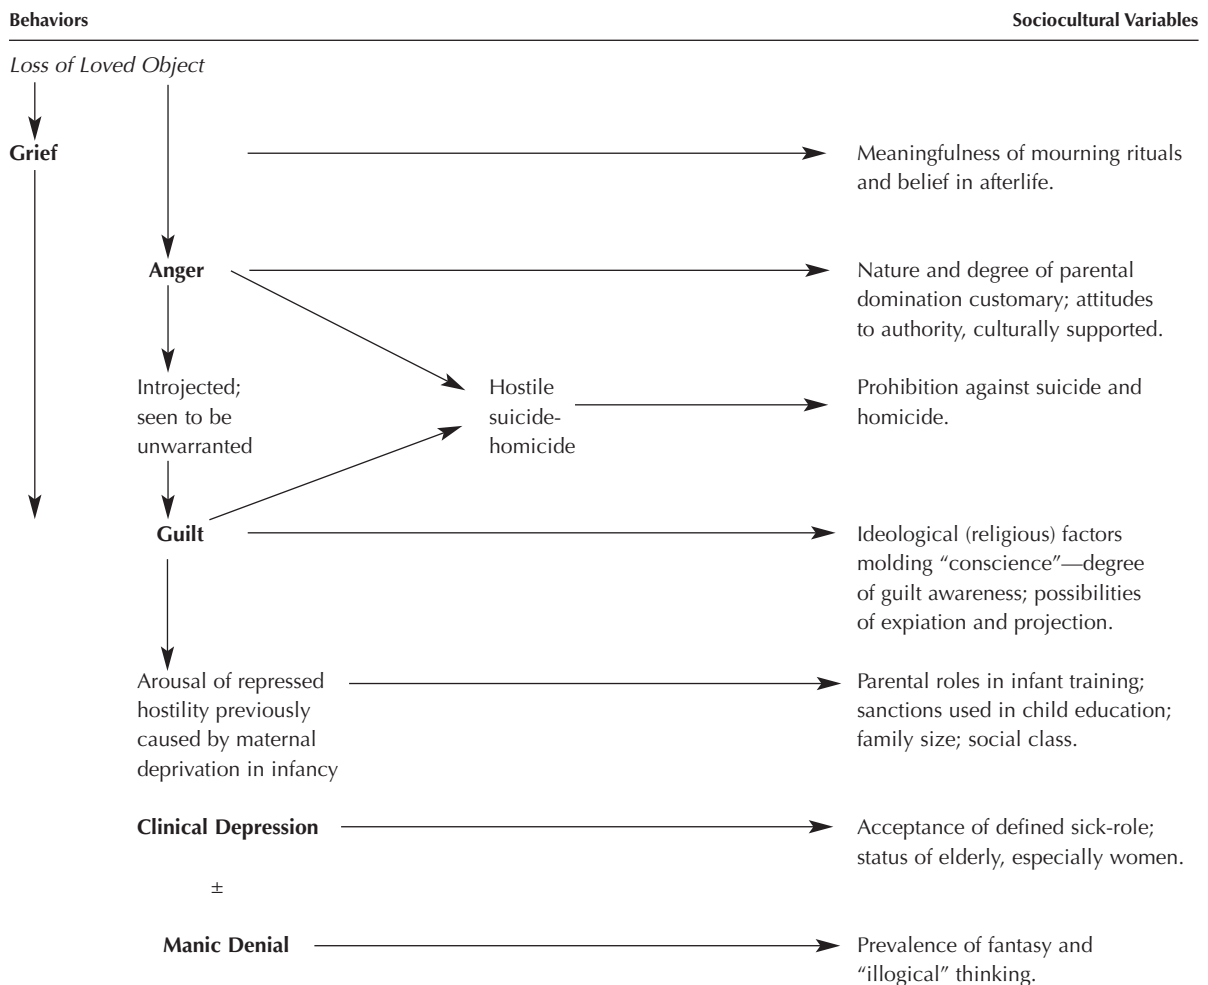 Behaviors
Sociocultural Variables
Loss of Loved Object
Grief
Meaningfulness of mourning rituals
and belief in afterlife.
Anger
Nature and degree of parental
domination customary; attitudes
to authority, culturally supported.
Introjected;
seen to be
unwarranted
Hostile
suicide-
homicide
Prohibition against suicide and
homicide.
Guilt
Ideological (religious) factors
molding “conscience”—degree
of guilt awareness; possibilities
of expiation and projection.
Arousal of repressed
hostility previously
caused by maternal
deprivation in infancy
Parental roles in infant training;
sanctions used in child education;
family size; social class.
Clinical Depression
Acceptance of defined sick-role;
status of elderly, especially women.
±
Manic Denial
Prevalence of fantasy and
“illogical” thinking.